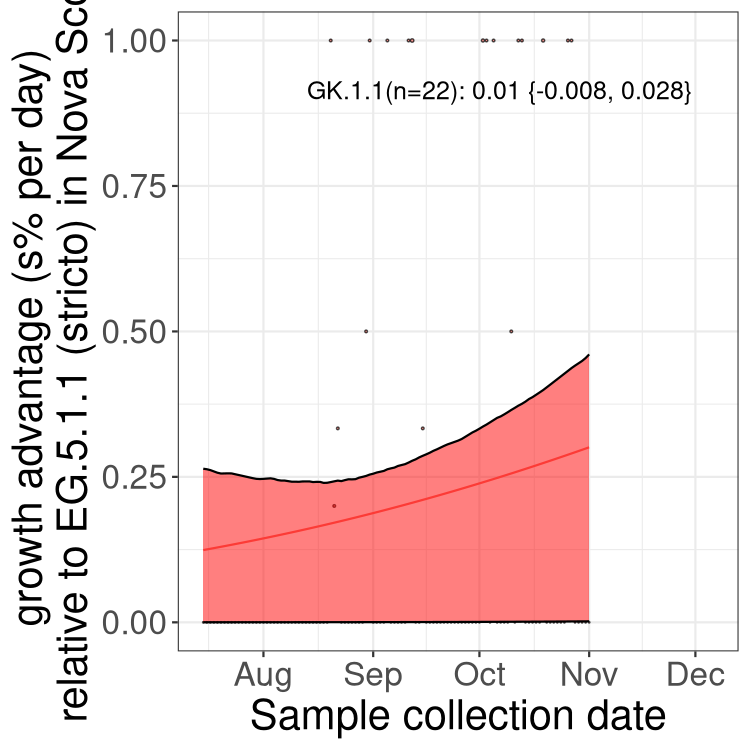 growth advantage (s% per day)
relative to EG.5.1.1 (stricto) in Nova
1.00
GK.1.1(n=22): 0.01 {-0.008, 0.028}
0.75
0.50
0.25
0.00
Aug Sep Oct Nov Dec
Sample collection date